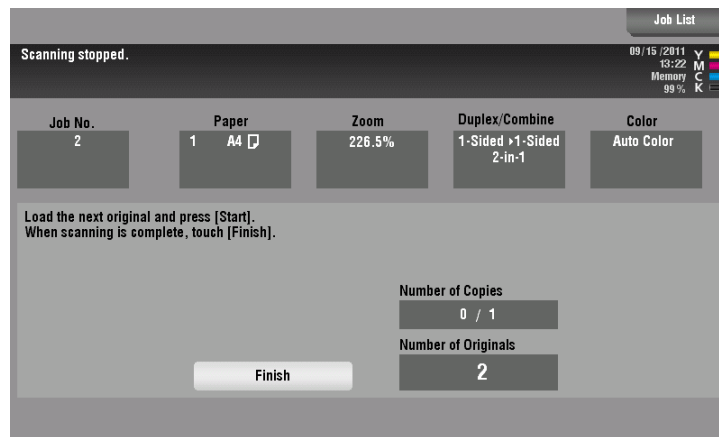 Job List
Scanning stopped.
09/15/2011
13:22
Memory
99%
Y
M
C
K
Job No.
2
Paper
1 A4
Zoom
226.5%
Duplex/Combine
1-Sided ▸1-Sided
2-in-1
Color
Auto Color
Load the next original and press [Start].
When scanning is complete, touch [Finish].
Number of Copies
0 / 1
Number of Originals
2
Finish